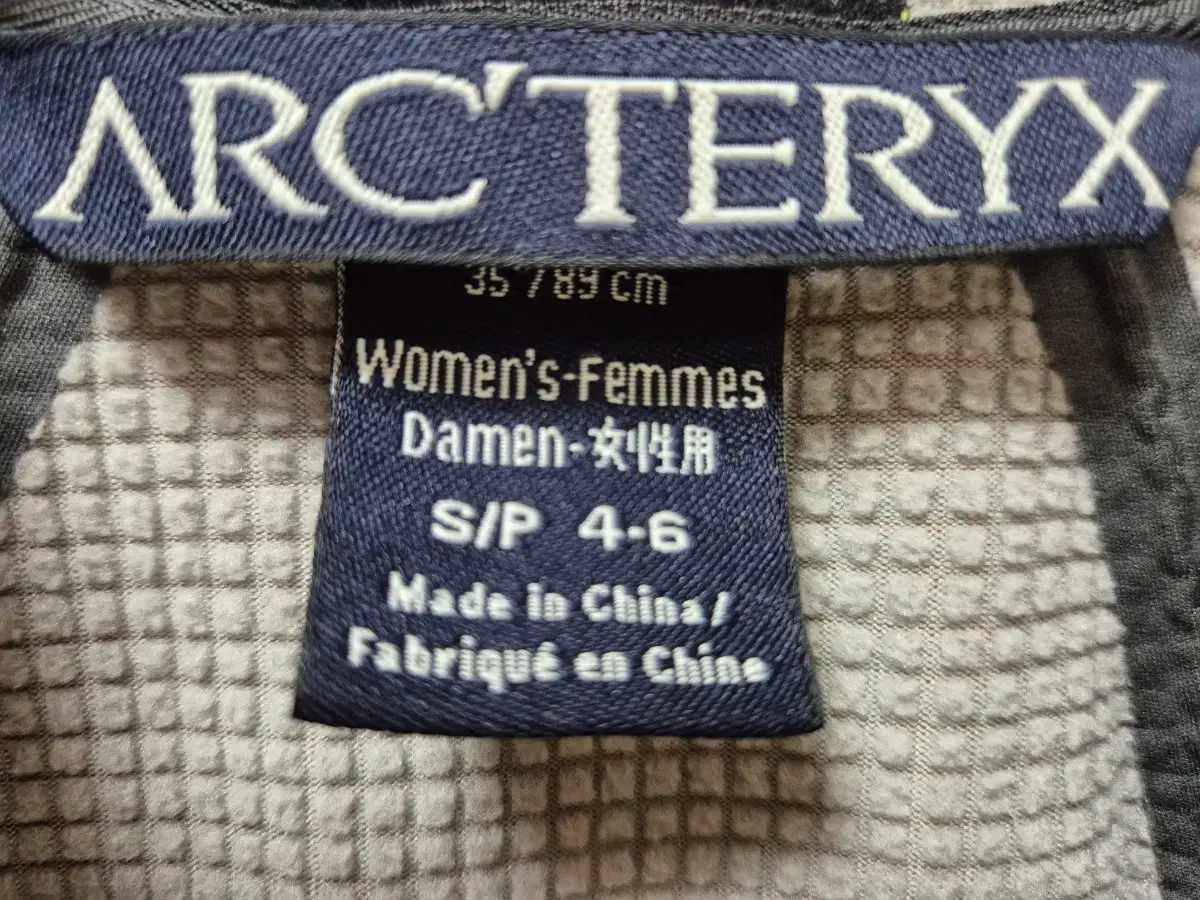 ARC'TERYX
35"/89 cm
Women's-Femmes
Damen-女性用
S/P 4-6
Made in China/
Fabriqué en Chine